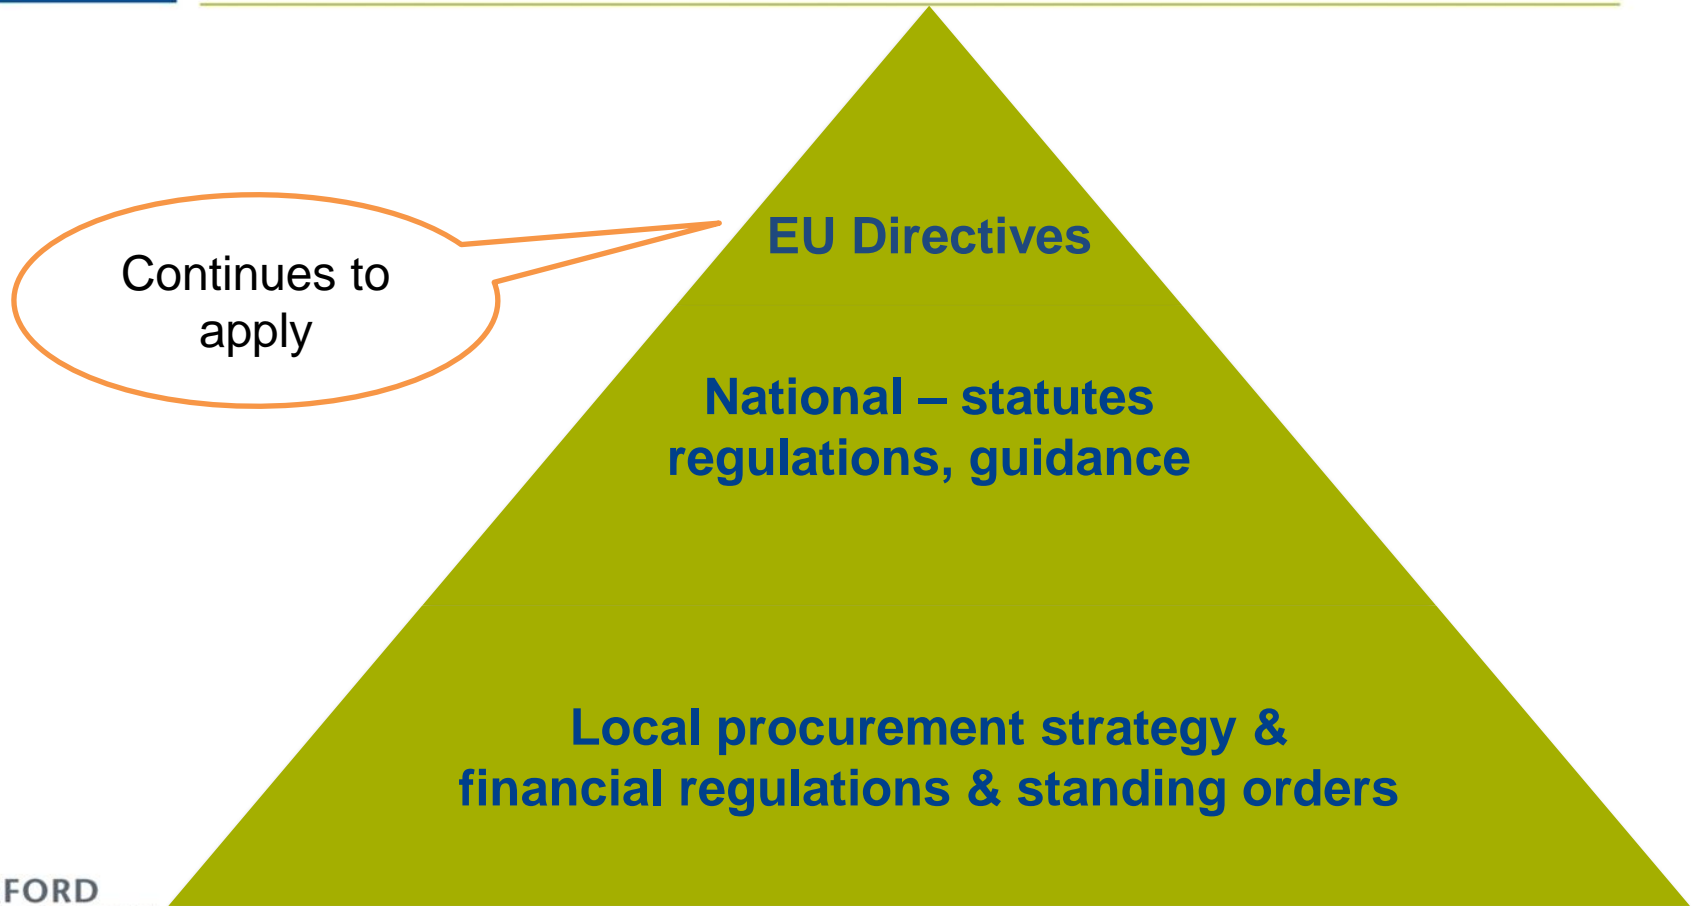 EU Directives
Continues to
apply
National – statutes
regulations, guidance
Local procurement strategy &
financial regulations & standing orders
FORD